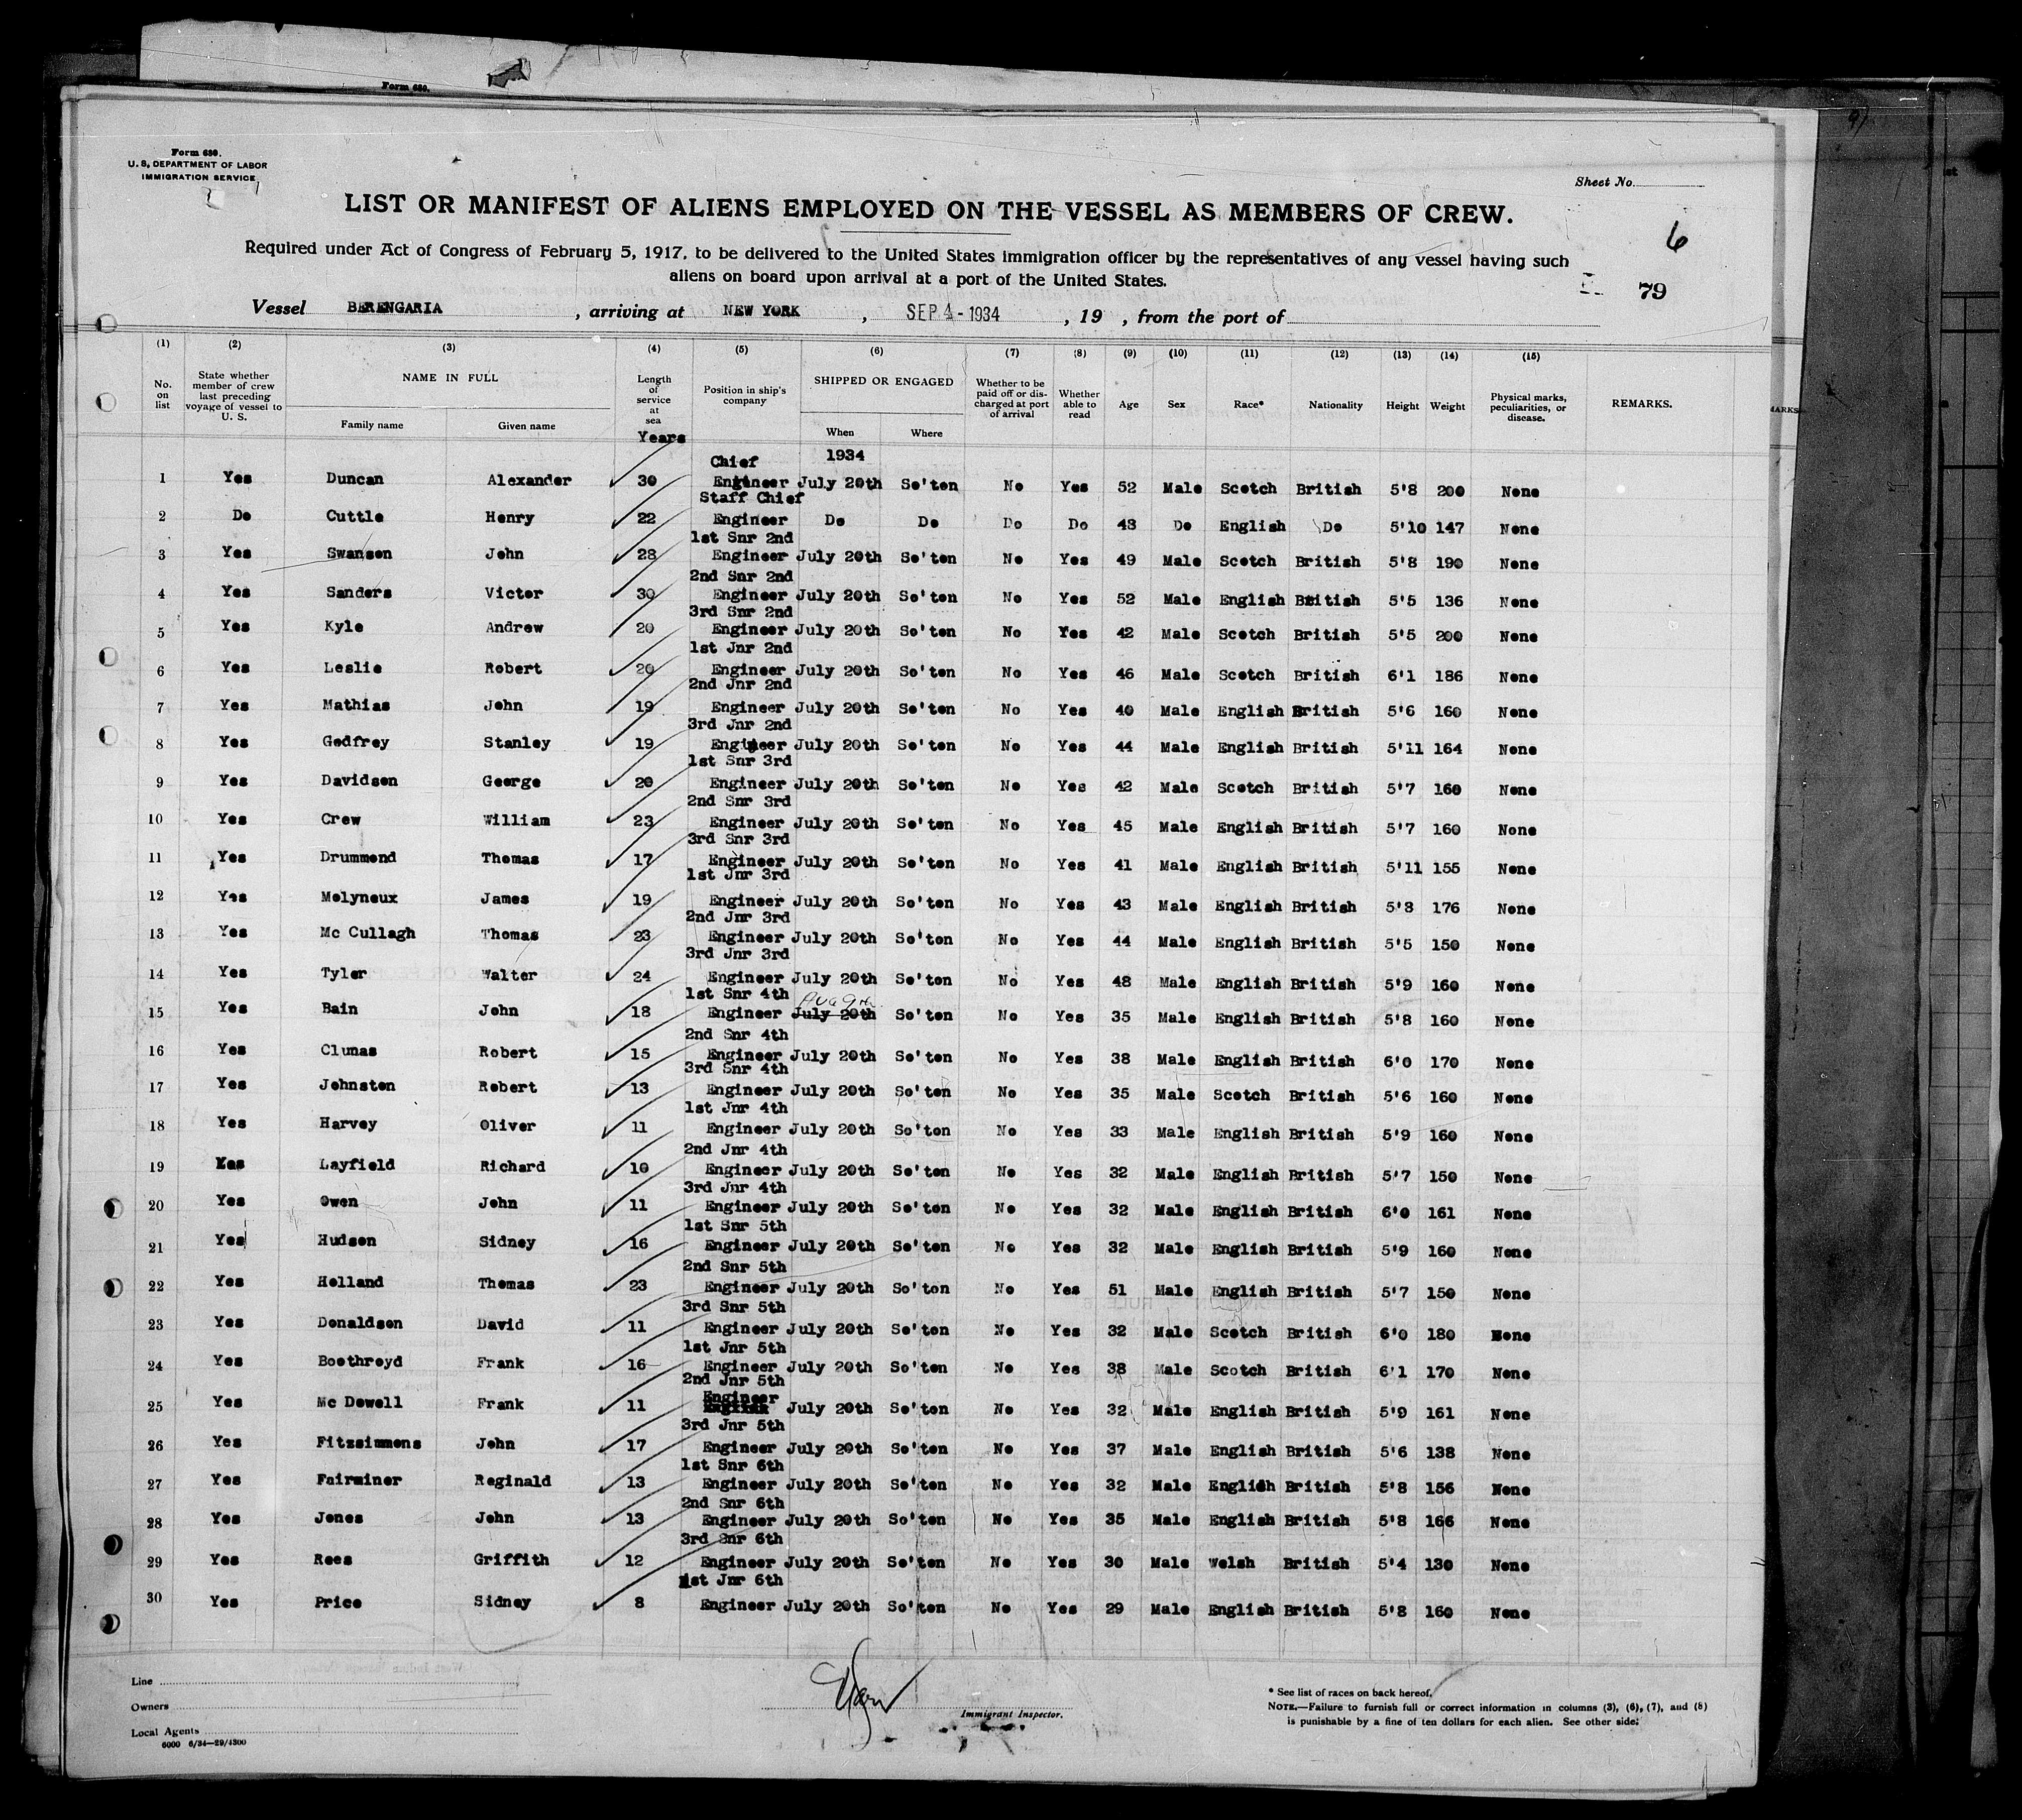 Form 630.
Form 630.
U. S. DEPARTMENT OF LABOR
IMMIGRATION SERVICE
Sheet No.
LIST OR MANIFEST OF ALIENS EMPLOYED ON THE VESSEL AS MEMBERS OF CREW.
6
Required under Act of Congress of February 5, 1917, to be delivered to the United States immigration officer by the representatives of any vessel having such
aliens on board upon arrival at a port of the United States.
79
Vessel BERENGARIA , arriving at NEW YORK , SEP 4 - 1934 , 19 , from the port of
(1) (2) (3) (4) (5) (6) (7) (8) (9) (10) (11) (12) (13) (14) (15)
No. on list State whether member of crew last preceding voyage of vessel to U. S. NAME IN FULL Family name Given name Length of service at sea Position in ship's company SHIPPED OR ENGAGED When Where Whether to be paid off or discharged at port of arrival Whether able to read Age Sex Race* Nationality Height Weight Physical marks, peculiarities, or disease. REMARKS.
Years
1934
1 Yes Duncan Alexander 30 Chief Engineer July 20th So'ton No Yes 52 Male Scotch British 5'8 200 None
2 Do Cuttle Henry 22 Staff Chief Engineer Do Do Do Do 43 Do English Do 5'10 147 None
3 Yes Swanson John 28 1st Snr 2nd Engineer July 20th So'ton No Yes 49 Male Scotch British 5'8 190 None
4 Yes Sanders Victor 30 2nd Snr 2nd Engineer July 20th So'ton No Yes 52 Male English British 5'5 136 None
5 Yes Kyle Andrew 20 3rd Snr 2nd Engineer July 20th So'ton No Yes 42 Male Scotch British 5'5 200 None
6 Yes Leslie Robert 20 1st Jnr 2nd Engineer July 20th So'ton No Yes 46 Male Scotch British 6'1 186 None
7 Yes Mathias John 19 2nd Jnr 2nd Engineer July 20th So'ton No Yes 40 Male English British 5'6 160 None
8 Yes Godfrey Stanley 19 3rd Jnr 2nd Engineer July 20th So'ton No Yes 44 Male English British 5'11 164 None
9 Yes Davidson George 20 1st Snr 3rd Engineer July 20th So'ton No Yes 42 Male Scotch British 5'7 160 None
10 Yes Crew William 23 2nd Snr 3rd Engineer July 20th So'ton No Yes 45 Male English British 5'7 160 None
11 Yes Drummond Thomas 17 3rd Snr 3rd Engineer July 20th So'ton No Yes 41 Male English British 5'11 155 None
12 Yes Molyneux James 19 1st Jnr 3rd Engineer July 20th So'ton No Yes 43 Male English British 5'8 176 None
13 Yes Mc Cullagh Thomas 23 2nd Jnr 3rd Engineer July 20th So'ton No Yes 44 Male English British 5'5 150 None
14 Yes Tyler Walter 24 3rd Jnr 3rd Engineer July 20th So'ton No Yes 48 Male English British 5'9 160 None
15 Yes Bain John 18 1st Snr 4th Engineer July 20th Aug 9th So'ton No Yes 35 Male English British 5'8 160 None
16 Yes Clunas Robert 15 2nd Snr 4th Engineer July 20th So'ton No Yes 38 Male English British 6'0 170 None
17 Yes Johnston Robert 13 3rd Snr 4th Engineer July 20th So'ton No Yes 35 Male Scotch British 5'6 160 None
18 Yes Harvey Oliver 11 1st Jnr 4th Engineer July 20th So'ton No Yes 33 Male English British 5'9 160 None
19 Yes Layfield Richard 10 2nd Jnr 4th Engineer July 20th So'ton No Yes 32 Male English British 5'7 150 None
20 Yes Owen John 11 3rd Jnr 4th Engineer July 20th So'ton No Yes 32 Male English British 6'0 161 None
21 Yes Hudson Sidney 16 1st Snr 5th Engineer July 20th So'ton No Yes 32 Male English British 5'9 160 None
22 Yes Holland Thomas 23 2nd Snr 5th Engineer July 20th So'ton No Yes 51 Male English British 5'7 150 None
23 Yes Donaldson David 11 3rd Snr 5th Engineer July 20th So'ton No Yes 32 Male Scotch British 6'0 180 None
24 Yes Boothroyd Frank 16 1st Jnr 5th Engineer July 20th So'ton No Yes 38 Male Scotch British 6'1 170 None
25 Yes Mc Dowell Frank 11 2nd Jnr 5th Engineer July 20th So'ton No Yes 32 Male English British 5'9 161 None
26 Yes Fitzsimmons John 17 3rd Jnr 5th Engineer July 20th So'ton No Yes 37 Male English British 5'6 138 None
27 Yes Fairminer Reginald 13 1st Snr 6th Engineer July 20th So'ton No Yes 32 Male English British 5'8 156 None
28 Yes Jones John 13 2nd Snr 6th Engineer July 20th So'ton No Yes 35 Male English British 5'8 166 None
29 Yes Rees Griffith 12 3rd Snr 6th Engineer July 20th So'ton No Yes 30 Male Welsh British 5'4 130 None
30 Yes Price Sidney 8 1st Jnr 6th Engineer July 20th So'ton No Yes 29 Male English British 5'8 160 None
Line
Owners
Local Agents
6000 6/34—29/4300
Immigrant Inspector.
* See list of races on back hereof.
NOTE.—Failure to furnish full or correct information in columns (3), (6), (7), and (8)
is punishable by a fine of ten dollars for each alien. See other side.